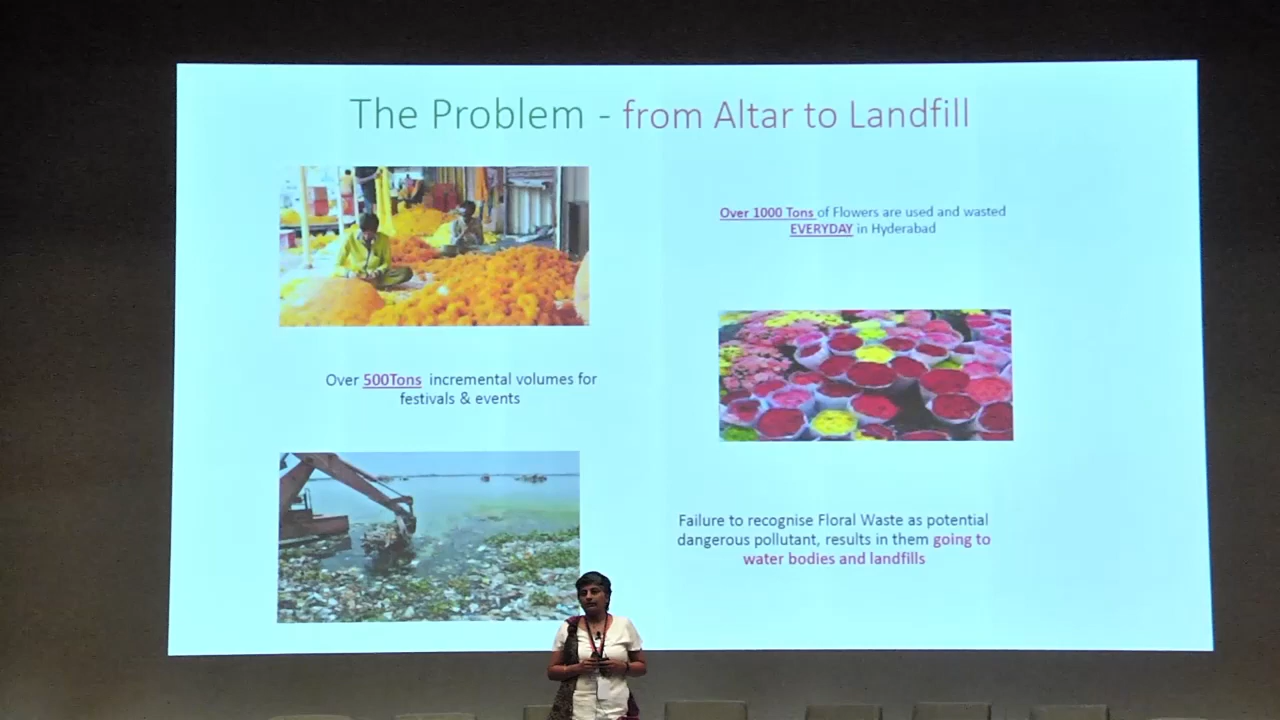 The Problem - from Altar to Landfill
Over 1000 Tons of Flowers are used and wasted
EVERYDAY in Hyderabad
Over 500Tons incremental volumes for
festivals & events
Failure to recognise Floral Waste as potential
dangerous pollutant, results in them going to
water bodies and landfills